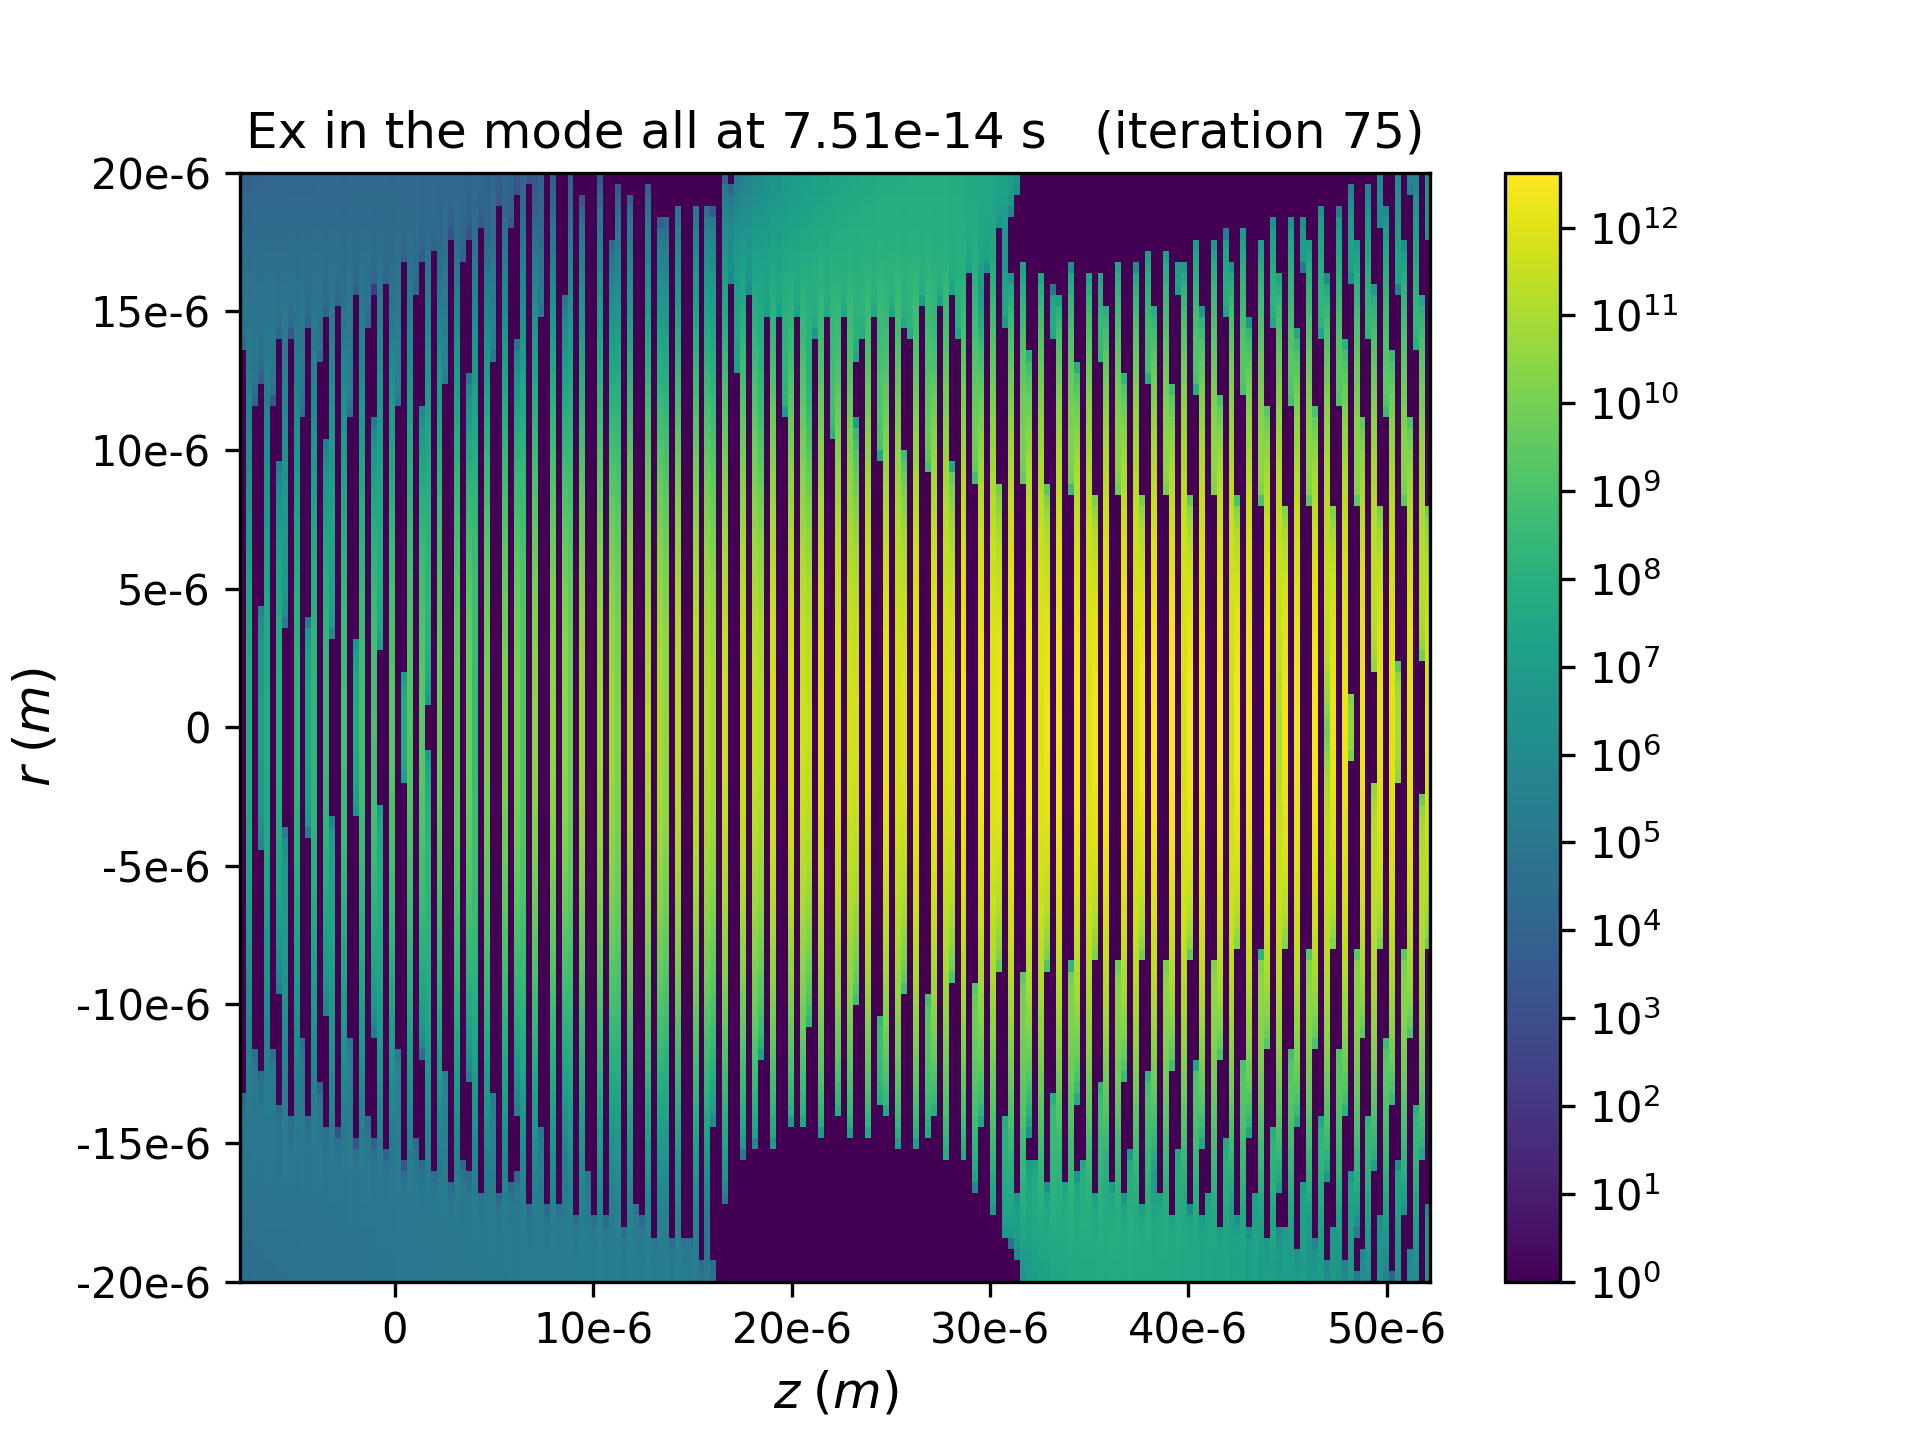 Ex in the mode all at 7.51e-14 s   (iteration 75)
20e-6
15e-6
10e-6
5e-6
0
-5e-6
-10e-6
-15e-6
-20e-6
r (m)
0 10e-6 20e-6 30e-6 40e-6 50e-6
z (m)
10¹²
10¹¹
10¹⁰
10⁹
10⁸
10⁷
10⁶
10⁵
10⁴
10³
10²
10¹
10⁰